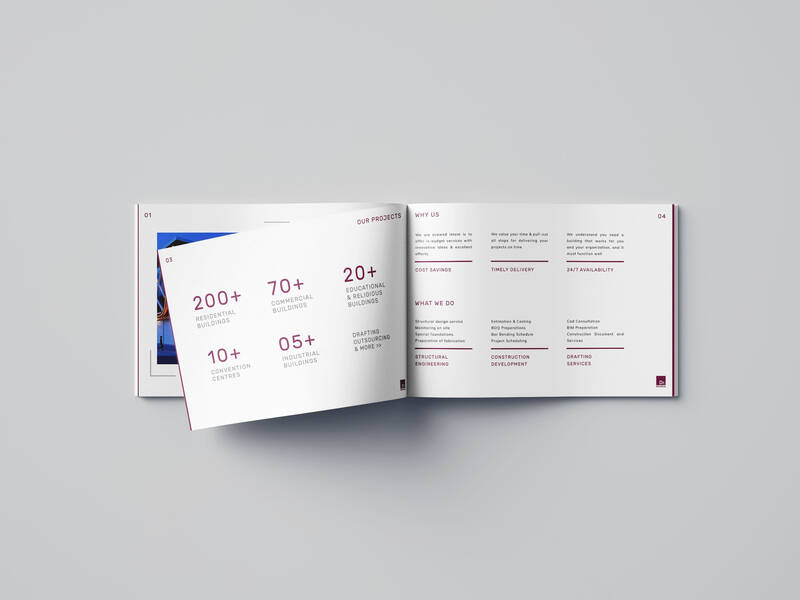 01
OUR PROJECTS
03
200+
RESIDENTIAL
BUILDINGS
70+
COMMERCIAL
BUILDINGS
20+
EDUCATIONAL
& RELIGIOUS
BUILDINGS
10+
CONVENTION
CENTRES
05+
INDUSTRIAL
BUILDINGS
DRAFTING
OUTSOURCING
& MORE >>
WHY US
04
We are evward intent is to
offer in-budget services with
innovative ideas & excellent
efforts
COST SAVINGS
We value your time & pull out
all stops for delivering your
projects on time
TIMELY DELIVERY
We understand you need a
building that works for you
and your organization, and it
must function well
24/7 AVAILABILITY
WHAT WE DO
Structural design service
Monitoring on site
Special foundations
Preparation of fabrication
STRUCTURAL
ENGINEERING
Estimation & Costing
BOQ Preparations
Bar Bending Schedule
Project Scheduling
CONSTRUCTION
DEVELOPMENT
Cad Consultation
BIM Preparation
Construction Document and
Services
DRAFTING
SERVICES